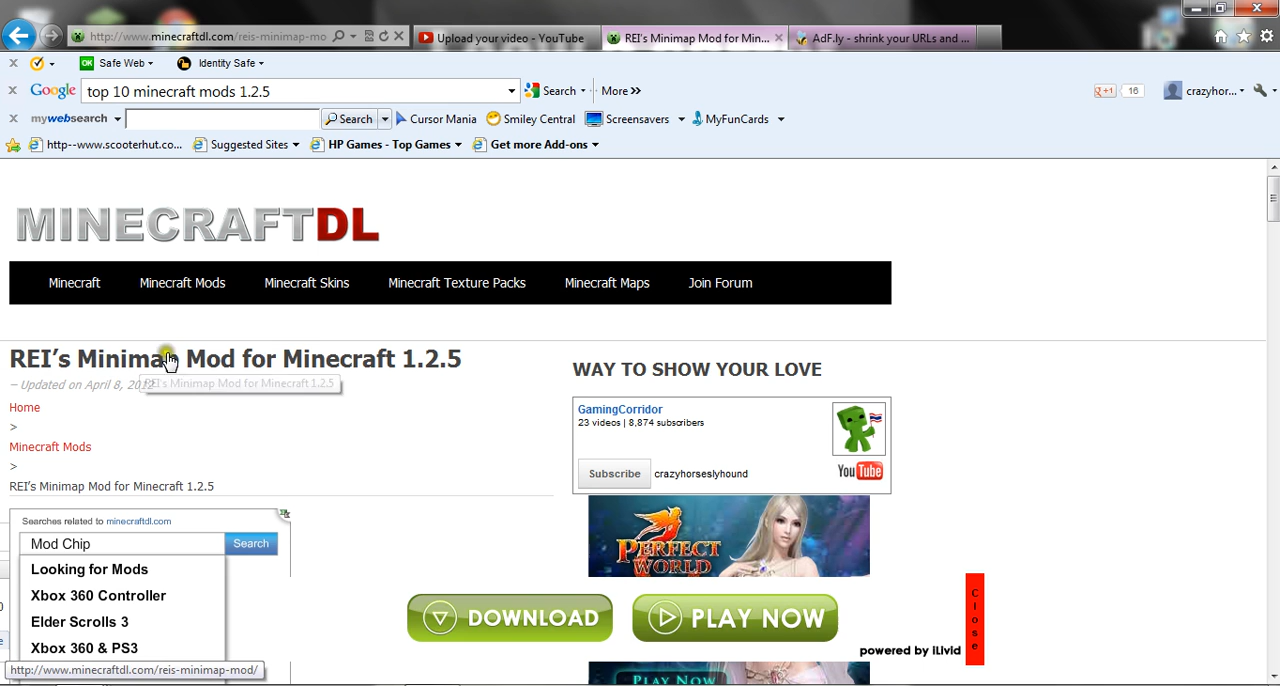 http://www.minecraftdl.com/reis-minimap-mo
Upload your video - YouTube
REI's Minimap Mod for Min...
AdF.ly - shrink your URLs and ...
x
OK Safe Web
Identity Safe
x Google top 10 minecraft mods 1.2.5 Search More »
g +1 16 crazyhor...
x mywebsearch Search Cursor Mania Smiley Central Screensavers MyFunCards
http--www.scooterhut.co... Suggested Sites HP Games - Top Games Get more Add-ons
MINECRAFTDL
Minecraft Minecraft Mods Minecraft Skins Minecraft Texture Packs Minecraft Maps Join Forum
REI's Minimap Mod for Minecraft 1.2.5
– Updated on April 8, 2012
REI's Minimap Mod for Minecraft 1.2.5
Home
>
Minecraft Mods
>
REI's Minimap Mod for Minecraft 1.2.5
WAY TO SHOW YOUR LOVE
GamingCorridor
23 videos | 8,874 subscribers
Subscribe crazyhorseslyhound
YouTube
Searches related to minecraftdl.com
Mod Chip Search
Looking for Mods
Xbox 360 Controller
Elder Scrolls 3
Xbox 360 & PS3
PERFECT WORLD
DOWNLOAD
PLAY NOW
powered by iLivid
Close
PLAY NOW
http://www.minecraftdl.com/reis-minimap-mod/